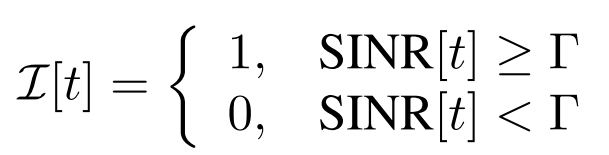 ℐ[t] = { 1, SINR[t] ≥ Γ
0, SINR[t] < Γ